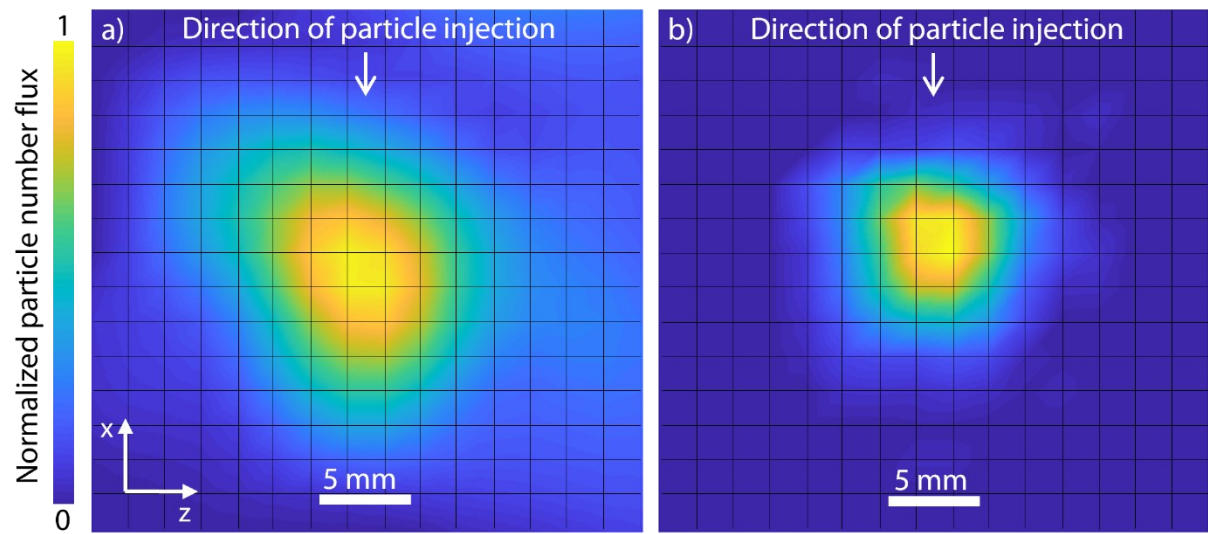 1
Normalized particle number flux
0
a) Direction of particle injection
x
z
5 mm
b) Direction of particle injection
5 mm